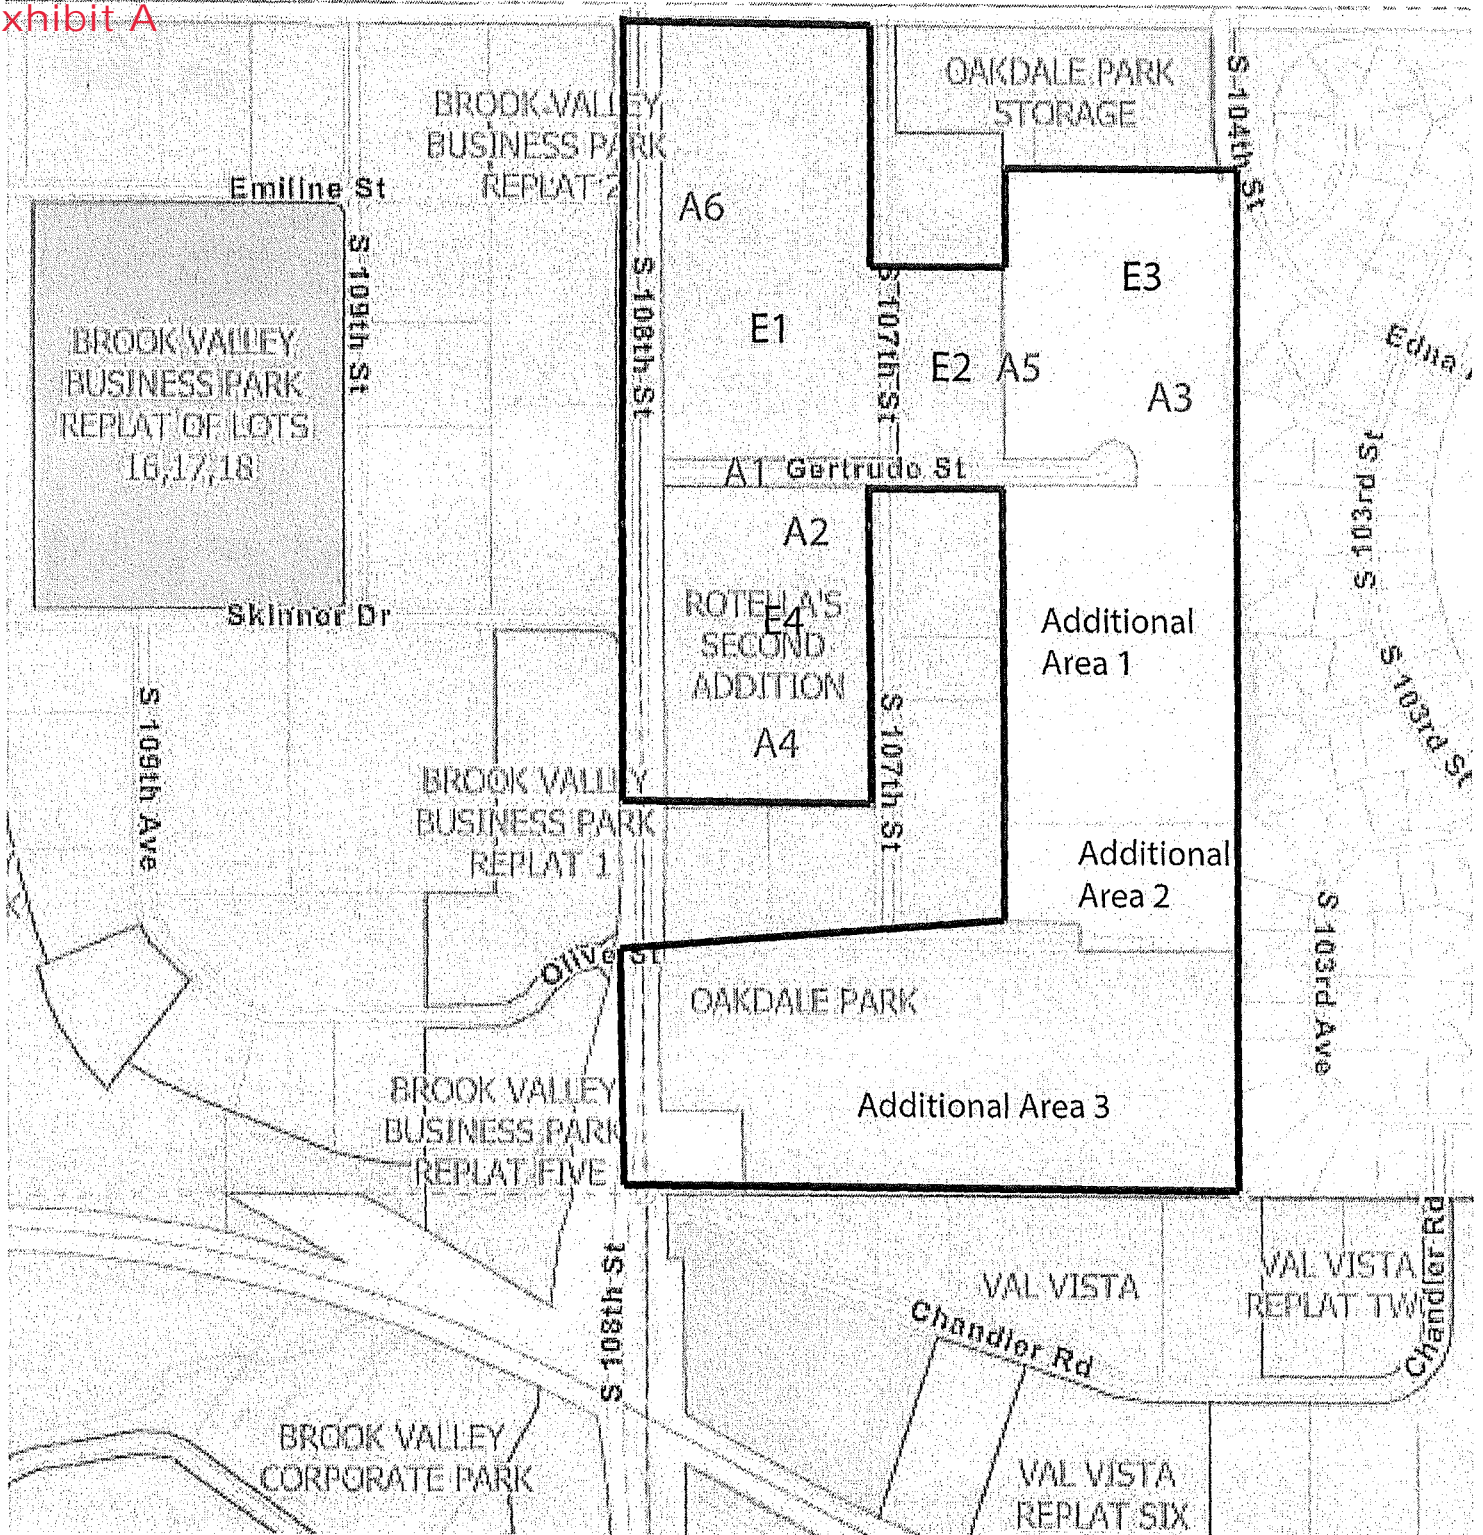 xhibit A
OAKDALE PARK
STORAGE
S 104th St
BROOK VALLEY
BUSINESS PARK
REPLAT 2
Emiline St
A6
S 109th St
S 108th St
E3
S 107th St
E1
BROOK VALLEY
BUSINESS PARK
REPLAT OF LOTS
16,17,18
E2
A5
A3
Edna
S 103rd St
A1
Gertrude St
A2
ROTELLA'S
E4
SECOND
ADDITION
Skinner Dr
Additional
Area 1
S 103rd St
S 109th Ave
A4
S 107th St
BROOK VALLEY
BUSINESS PARK
REPLAT 1
Additional
Area 2
S 103rd Ave
Olive St
OAKDALE PARK
BROOK VALLEY
BUSINESS PARK
REPLAT FIVE
Additional Area 3
S 108th St
VAL VISTA
VAL VISTA
REPLAT TW
Chandler Rd
Chandler Rd
BROOK VALLEY
CORPORATE PARK
VAL VISTA
REPLAT SIX